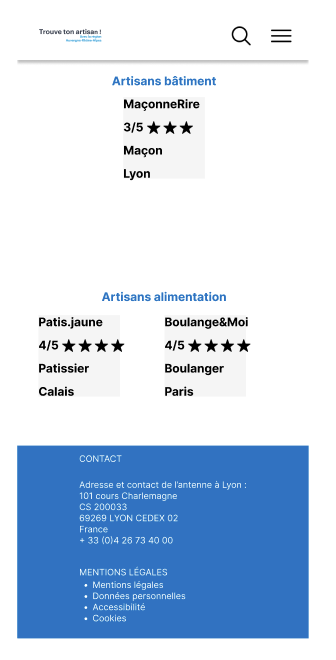 Trouve ton artisan !
Avec la région
Auvergne-Rhône-Alpes
Artisans bâtiment
MaçonneRire
3/5 ★★★
Maçon
Lyon
Artisans alimentation
Patis.jaune
4/5 ★★★★
Patissier
Calais
Boulange&Moi
4/5 ★★★★
Boulanger
Paris
CONTACT
Adresse et contact de l'antenne à Lyon :
101 cours Charlemagne
CS 200033
69269 LYON CEDEX 02
France
+ 33 (0)4 26 73 40 00
MENTIONS LÉGALES
• Mentions légales
• Données personnelles
• Accessibilité
• Cookies